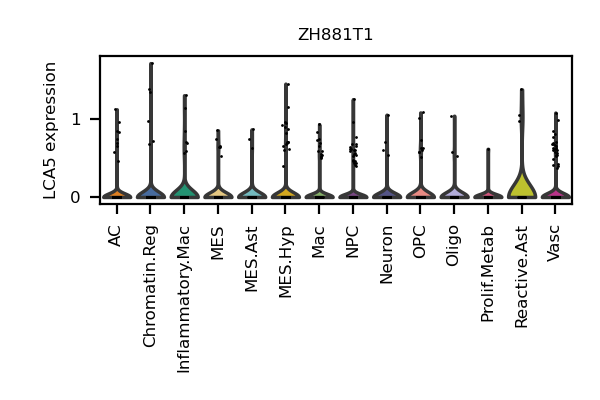 ZH881T1
LCA5 expression
1
0
AC
Chromatin.Reg
Inflammatory.Mac
MES
MES.Ast
MES.Hyp
Mac
NPC
Neuron
OPC
Oligo
Prolif.Metab
Reactive.Ast
Vasc